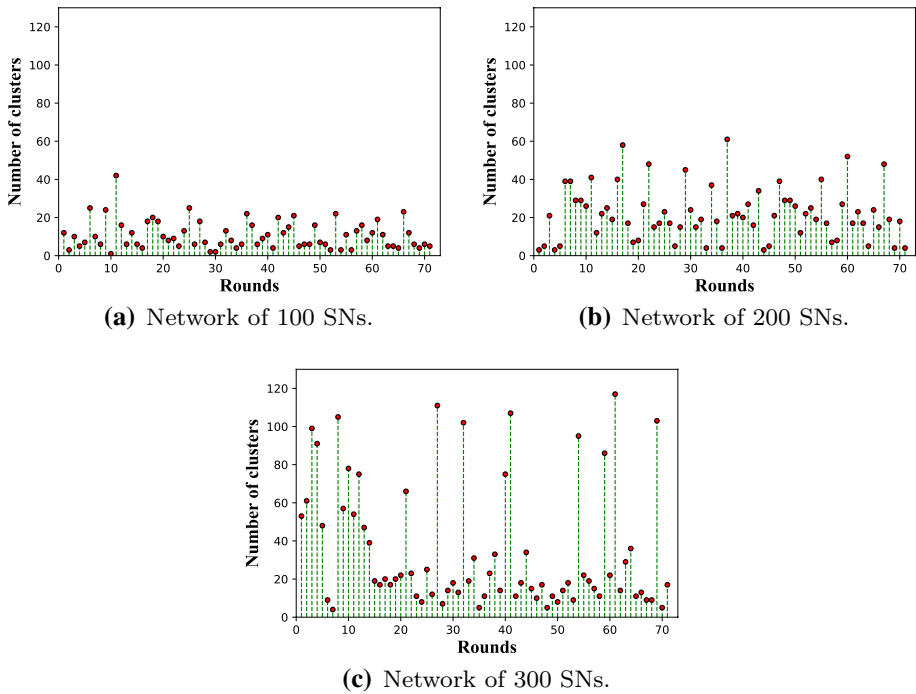 120
100
80
60
40
20
0
Number of clusters
0 10 20 30 40 50 60 70
Rounds
(a) Network of 100 SNs.
120
100
80
60
40
20
0
Number of clusters
0 10 20 30 40 50 60 70
Rounds
(b) Network of 200 SNs.
120
100
80
60
40
20
0
Number of clusters
0 10 20 30 40 50 60 70
Rounds
(c) Network of 300 SNs.